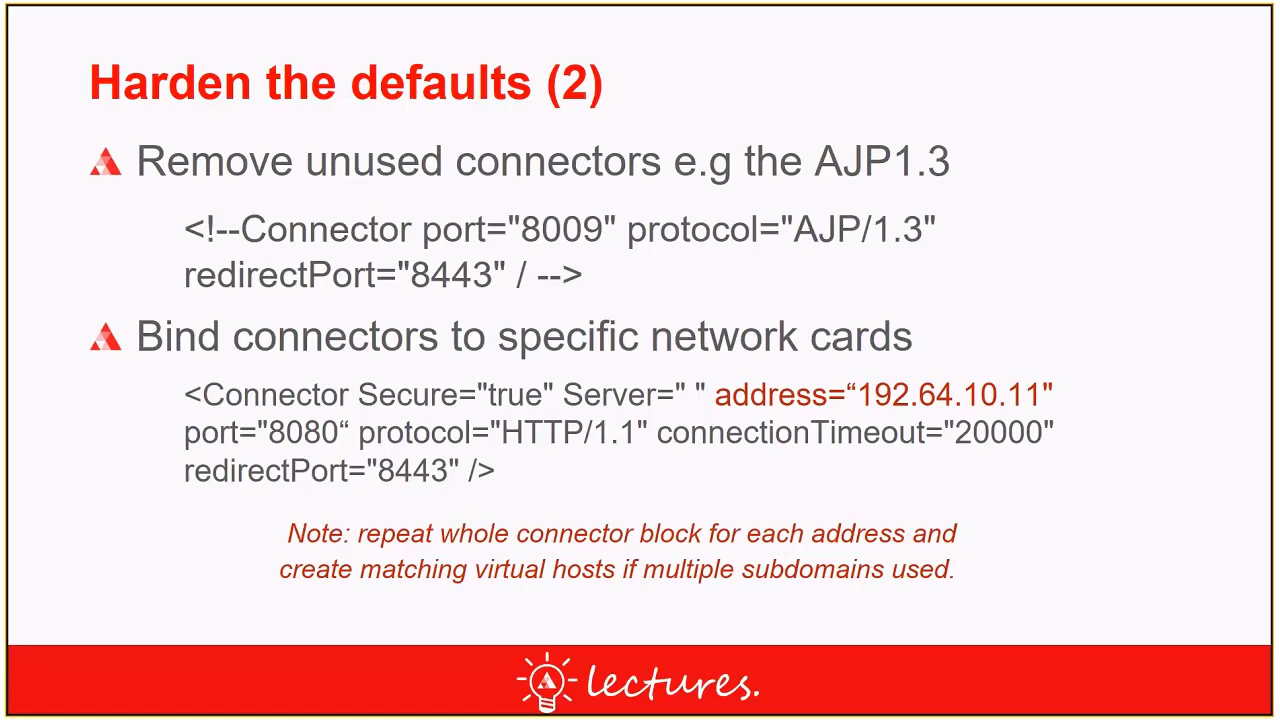 Harden the defaults (2)
Remove unused connectors e.g the AJP1.3
<!--Connector port="8009" protocol="AJP/1.3"
redirectPort="8443" / -->
Bind connectors to specific network cards
<Connector Secure="true" Server=" " address=“192.64.10.11"
port="8080“ protocol="HTTP/1.1" connectionTimeout="20000"
redirectPort="8443" />
Note: repeat whole connector block for each address and
create matching virtual hosts if multiple subdomains used.
lectures.